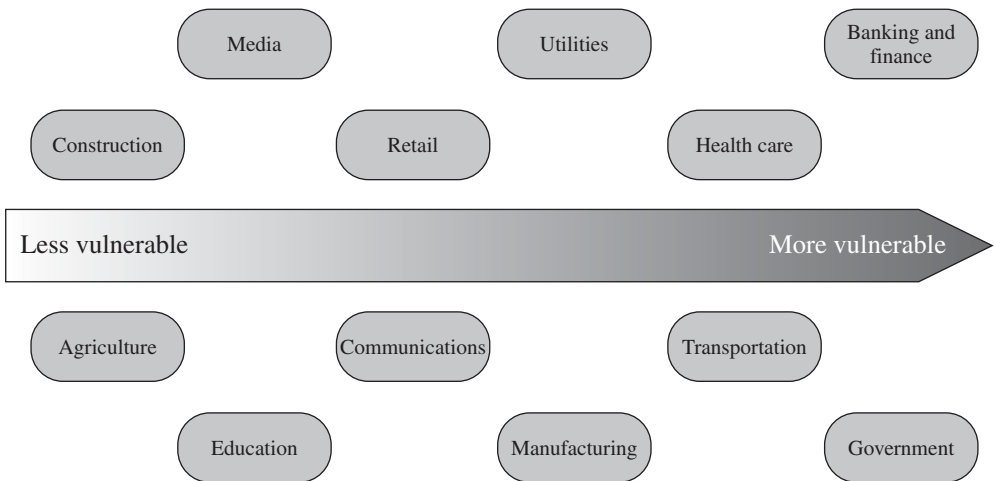 Media
Utilities
Banking and
finance
Construction
Retail
Health care
Less vulnerable
More vulnerable
Agriculture
Communications
Transportation
Education
Manufacturing
Government